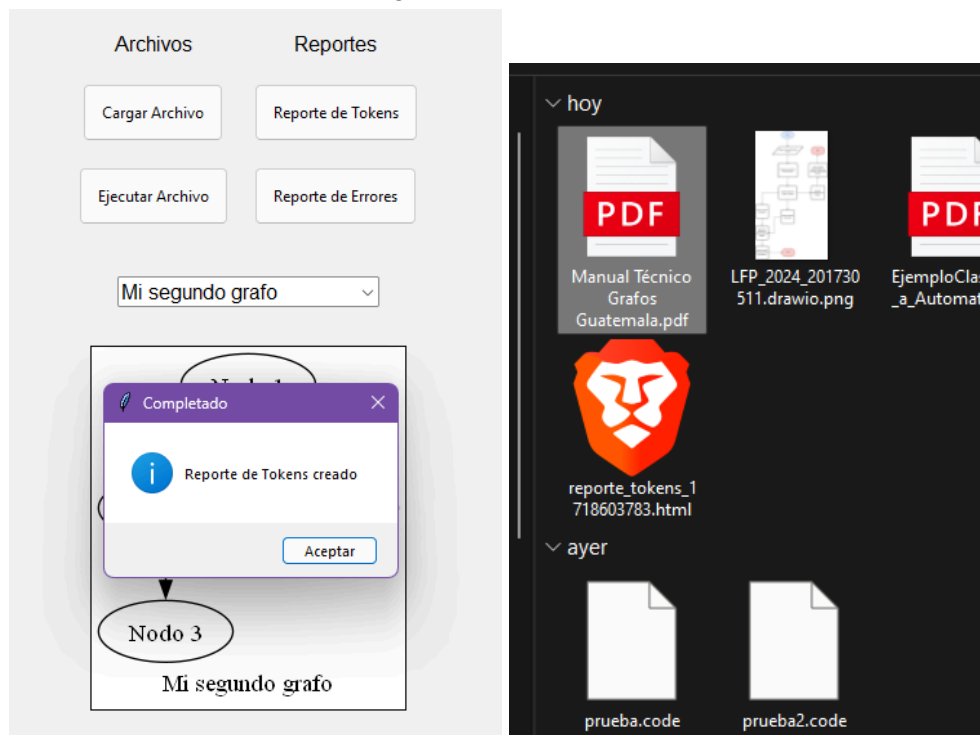 Archivos
Reportes
Cargar Archivo
Reporte de Tokens
Ejecutar Archivo
Reporte de Errores
Mi segundo grafo
Completado
Reporte de Tokens creado
Aceptar
Nodo 3
Mi segundo grafo
hoy
PDF
Manual Técnico
Grafos
Guatemala.pdf
LFP_2024_201730
511.drawio.png
reporte_tokens_1
718603783.html
ayer
prueba.code
prueba2.code